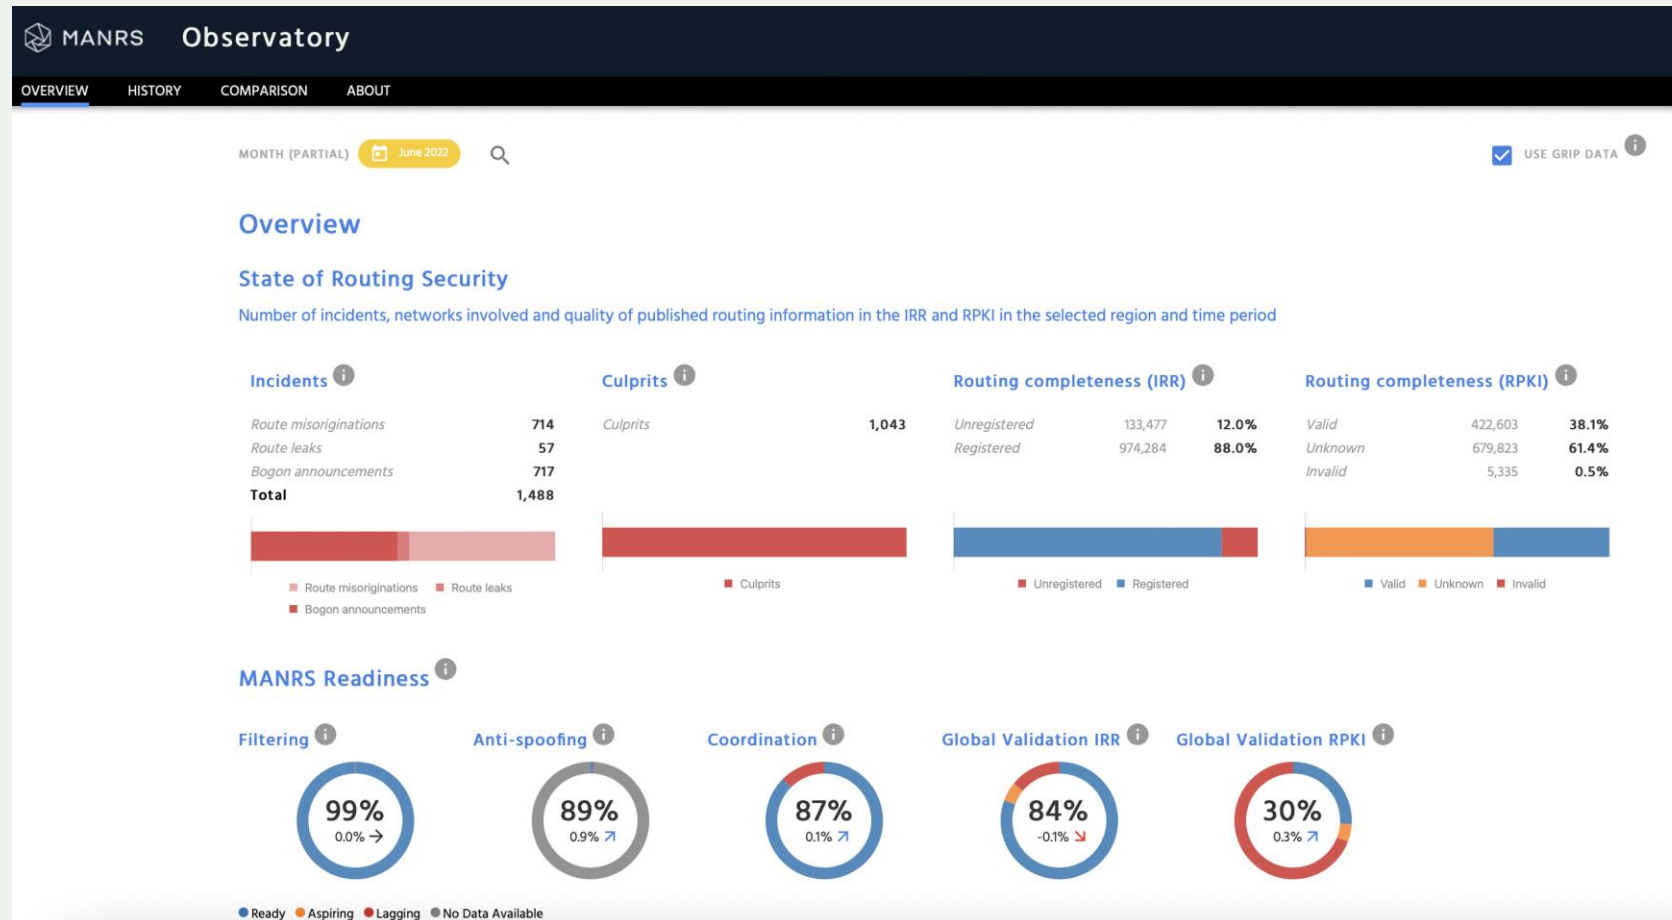 MANRS Observatory
OVERVIEW HISTORY COMPARISON ABOUT
MONTH (PARTIAL) June 2022 USE GRIP DATA
Overview
State of Routing Security
Number of incidents, networks involved and quality of published routing information in the IRR and RPKI in the selected region and time period
Incidents
Route misoriginations 714
Route leaks 57
Bogon announcements 717
Total 1,488
Route misoriginations Route leaks
Bogon announcements
Culprits
Culprits 1,043
Culprits
Routing completeness (IRR)
Unregistered 133,477 12.0%
Registered 974,284 88.0%
Unregistered Registered
Routing completeness (RPKI)
Valid 422,603 38.1%
Unknown 679,823 61.4%
Invalid 5,335 0.5%
Valid Unknown Invalid
MANRS Readiness
Filtering
99%
0.0% →
Anti-spoofing
89%
0.9% ↗
Coordination
87%
0.1% ↗
Global Validation IRR
84%
-0.1% ↘
Global Validation RPKI
30%
0.3% ↗
Ready Aspiring Lagging No Data Available